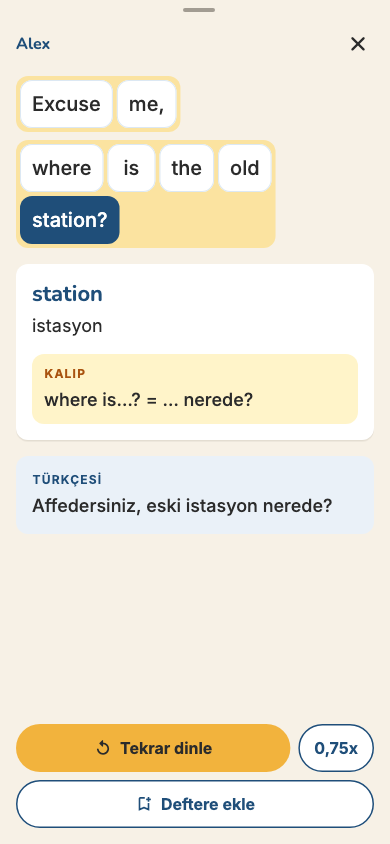 Alex
Excuse me,
where is the old
station?
station
istasyon
KALIP
where is...? = ... nerede?
TÜRKÇESİ
Affedersiniz, eski istasyon nerede?
Tekrar dinle 0,75x
Deftere ekle